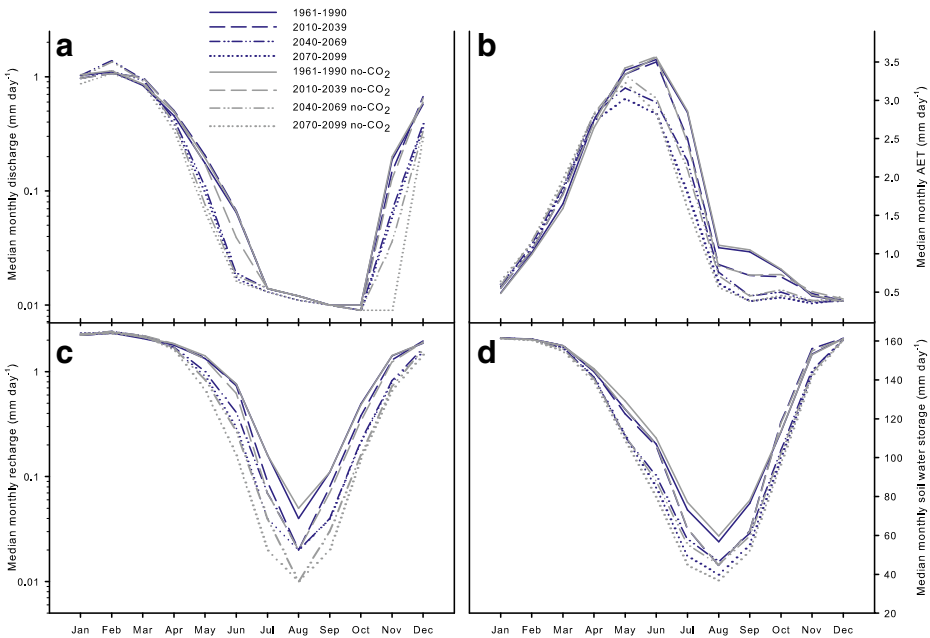 a
1961-1990
2010-2039
2040-2069
2070-2099
1961-1990 no-CO2
2010-2039 no-CO2
2040-2069 no-CO2
2070-2099 no-CO2
Median monthly discharge (mm day-1)
1
0.1
0.01
b
Median monthly AET (mm day-1)
3.5
3.0
2.5
2.0
1.5
1.0
0.5
c
Median monthly recharge (mm day-1)
1
0.1
0.01
Jan Feb Mar Apr May Jun Jul Aug Sep Oct Nov Dec
d
Median monthly soil water storage (mm day-1)
160
140
120
100
80
60
40
20
Jan Feb Mar Apr May Jun Jul Aug Sep Oct Nov Dec